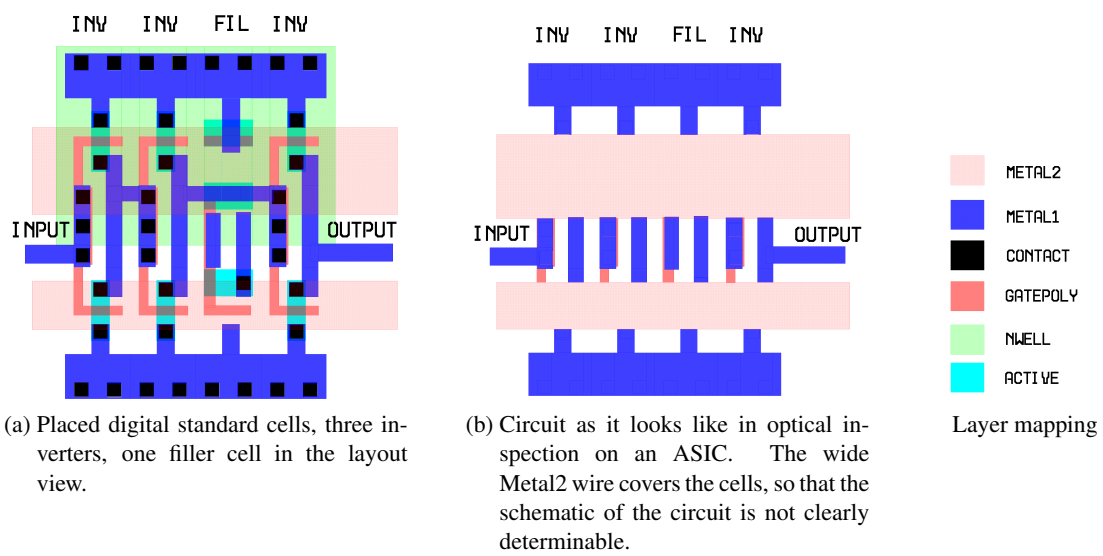 INV INV FIL INV
INPUT
OUTPUT
(a) Placed digital standard cells, three in-
verters, one filler cell in the layout
view.
INV INV FIL INV
INPUT
OUTPUT
(b) Circuit as it looks like in optical in-
spection on an ASIC. The wide
Metal2 wire covers the cells, so that the
schematic of the circuit is not clearly
determinable.
METAL2
METAL1
CONTACT
GATEPOLY
NWELL
ACTIVE
Layer mapping